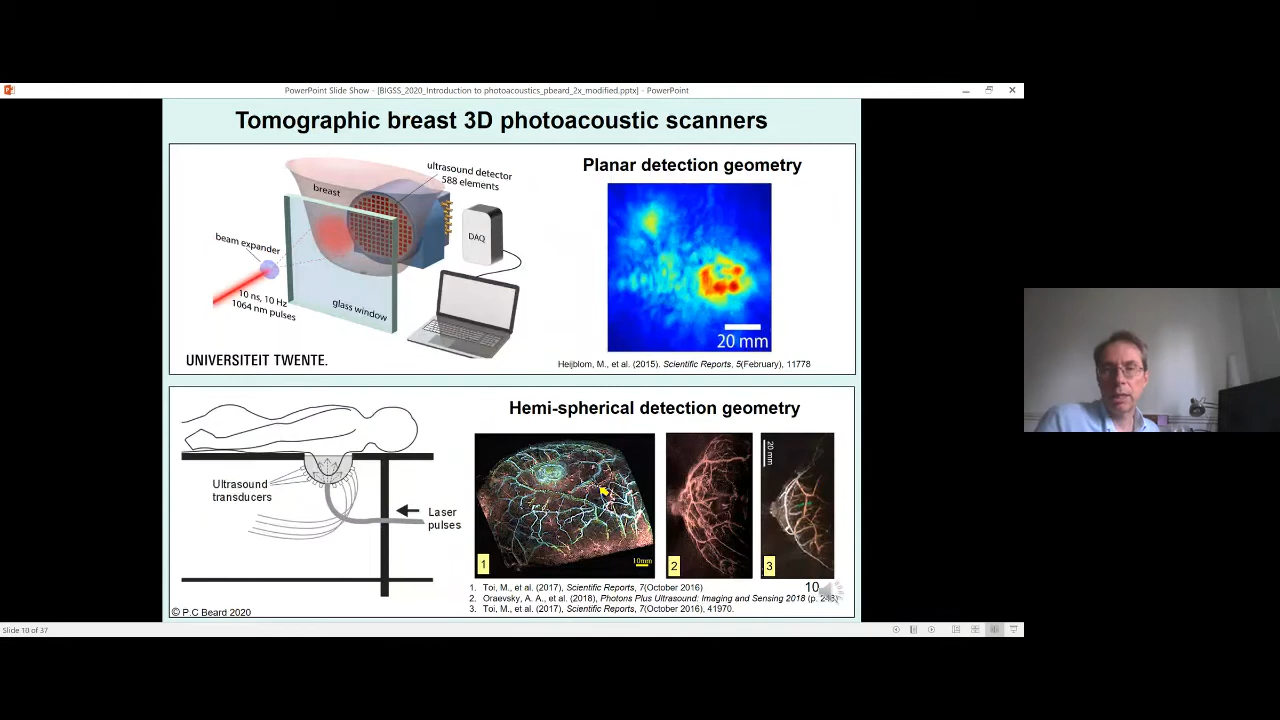 PowerPoint Slide Show - [BIGSS_2020_Introduction to photoacoustics_pbeard_2x_modified.pptx] - PowerPoint
Tomographic breast 3D photoacoustic scanners
breast
ultrasound detector
588 elements
beam expander
DAQ
10 ns, 10 Hz
1064 nm pulses
glass window
UNIVERSITEIT TWENTE.
Planar detection geometry
20 mm
Heijblom, M., et al. (2015). Scientific Reports, 5(February), 11778
Ultrasound
transducers
Laser
pulses
Hemi-spherical detection geometry
1
10mm
2
20 mm
3
1. Toi, M., et al. (2017), Scientific Reports, 7(October 2016)
2. Oraevsky, A. A., et al. (2018), Photons Plus Ultrasound: Imaging and Sensing 2018 (p.
3. Toi, M., et al. (2017), Scientific Reports, 7(October 2016), 41970.
10
© P.C Beard 2020
Slide 10 of 37